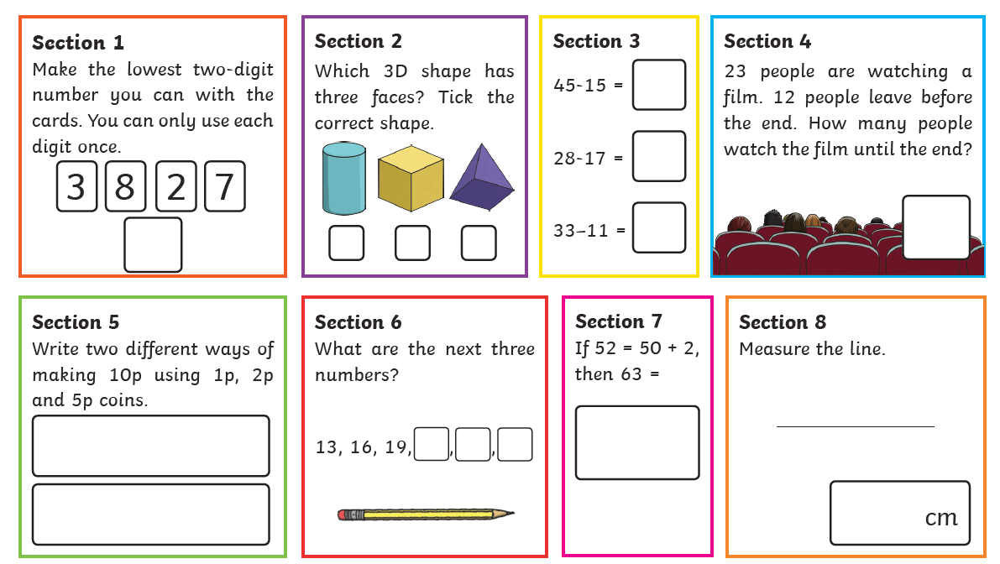 Section 1
Make the lowest two-digit
number you can with the
cards. You can only use each
digit once.
3 8 2 7
Section 2
Which 3D shape has
three faces? Tick the
correct shape.
Section 3
45-15 =
28-17 =
33–11 =
Section 4
23 people are watching a
film. 12 people leave before
the end. How many people
watch the film until the end?
Section 5
Write two different ways of
making 10p using 1p, 2p
and 5p coins.
Section 6
What are the next three
numbers?
13, 16, 19, , ,
Section 7
If 52 = 50 + 2,
then 63 =
Section 8
Measure the line.
cm